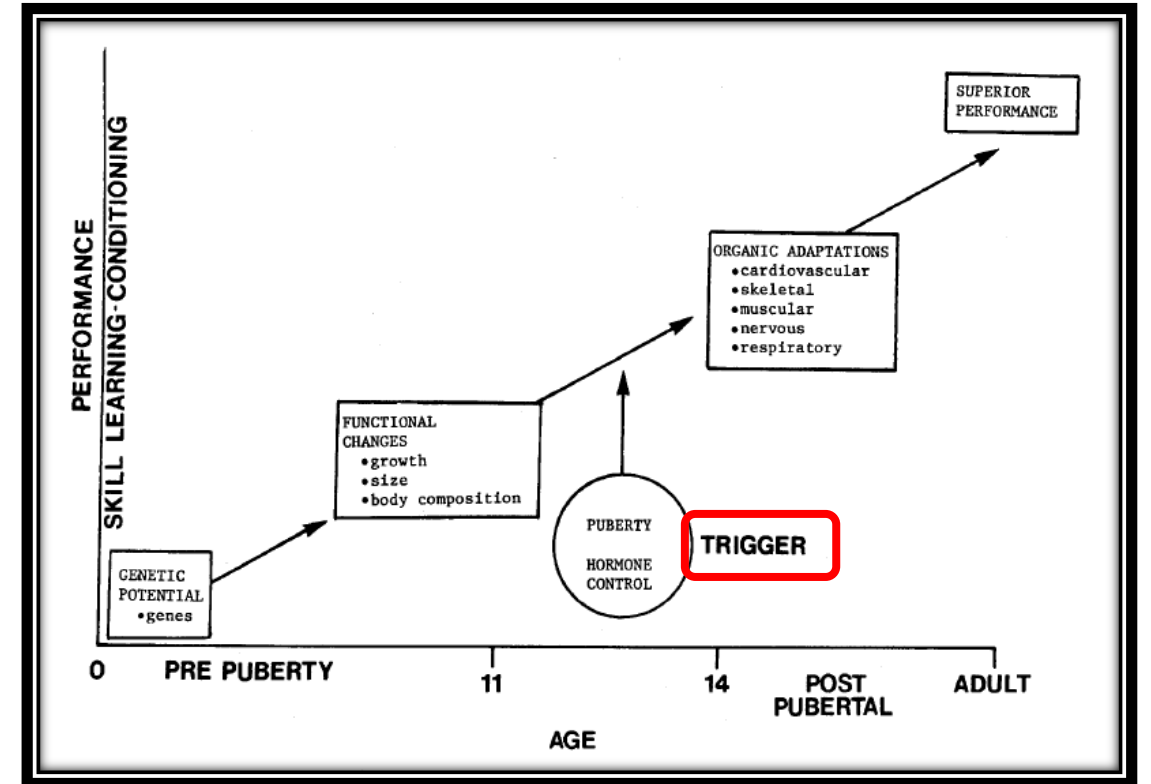 PERFORMANCE
SKILL LEARNING-CONDITIONING
SUPERIOR
PERFORMANCE
ORGANIC ADAPTATIONS
•cardiovascular
•skeletal
•muscular
•nervous
•respiratory
FUNCTIONAL
CHANGES
•growth
•size
•body composition
PUBERTY
HORMONE
CONTROL
TRIGGER
GENETIC
POTENTIAL
•genes
0
PRE PUBERTY
11
14
POST
PUBERTAL
ADULT
AGE